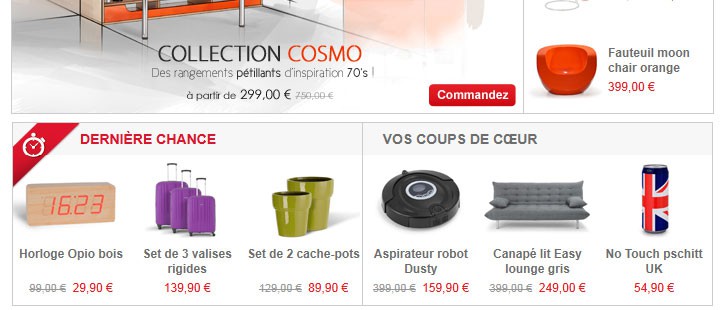 COLLECTION COSMO
Des rangements pétillants d'inspiration 70's !
à partir de 299,00 € 750,00 €
Commandez
Fauteuil moon
chair orange
399,00 €
DERNIÈRE CHANCE
VOS COUPS DE CŒUR
16:23
Horloge Opio bois
99,00 € 29,90 €
Set de 3 valises
rigides
139,90 €
Set de 2 cache-pots
129,00 € 89,90 €
Aspirateur robot
Dusty
399,00 € 159,90 €
Canapé lit Easy
lounge gris
399,00 € 249,00 €
No Touch pschitt
UK
54,90 €